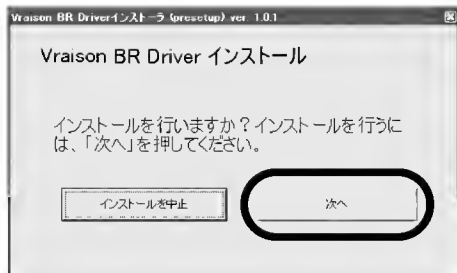 Vraison BR Driverインストーラ (presetup) ver. 1.0.1
Vraison BR Driver インストール
インストールを行いますか？インストールを行うに
は、「次へ」を押してください。
インストールを中止
次へ